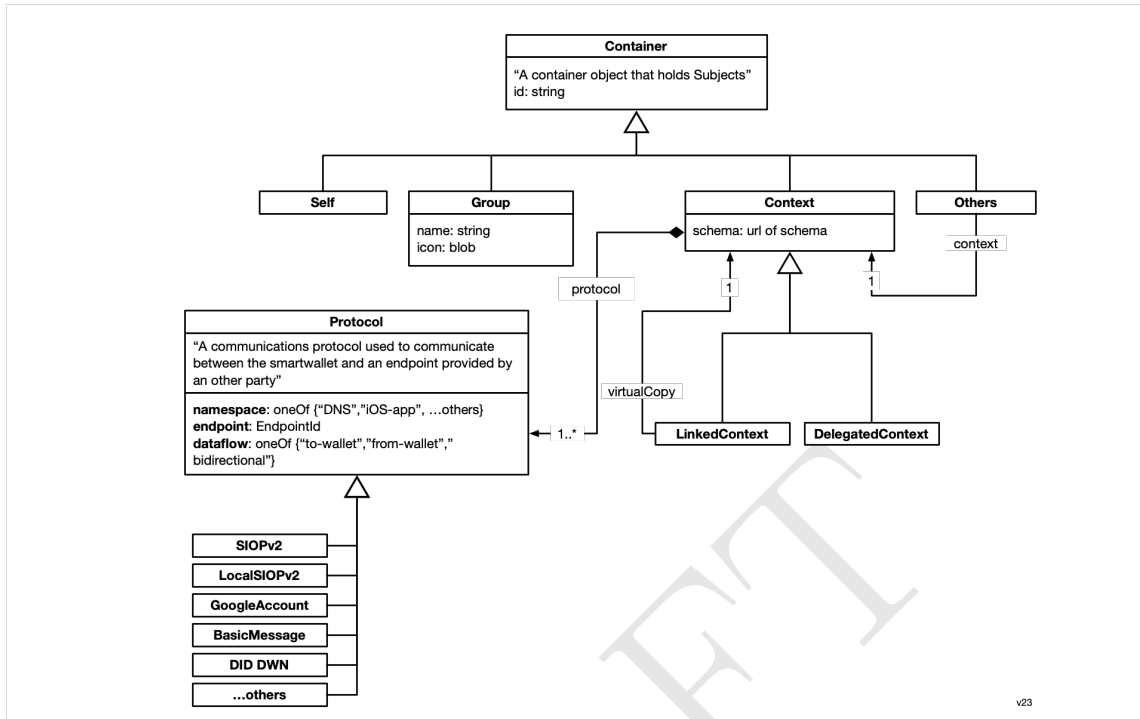 Container
“A container object that holds Subjects”
id: string
Self
Group
name: string
icon: blob
Context
schema: url of schema
Others
context
1
1
protocol
Protocol
“A communications protocol used to communicate
between the smartwallet and an endpoint provided by
an other party”
namespace: oneOf {“DNS”,”iOS-app”, …others}
endpoint: EndpointId
dataflow: oneOf {“to-wallet”,”from-wallet”,”
bidirectional”}
virtualCopy
1..*
LinkedContext
DelegatedContext
SIOPv2
LocalSIOPv2
GoogleAccount
BasicMessage
DID DWN
…others
FT
v23